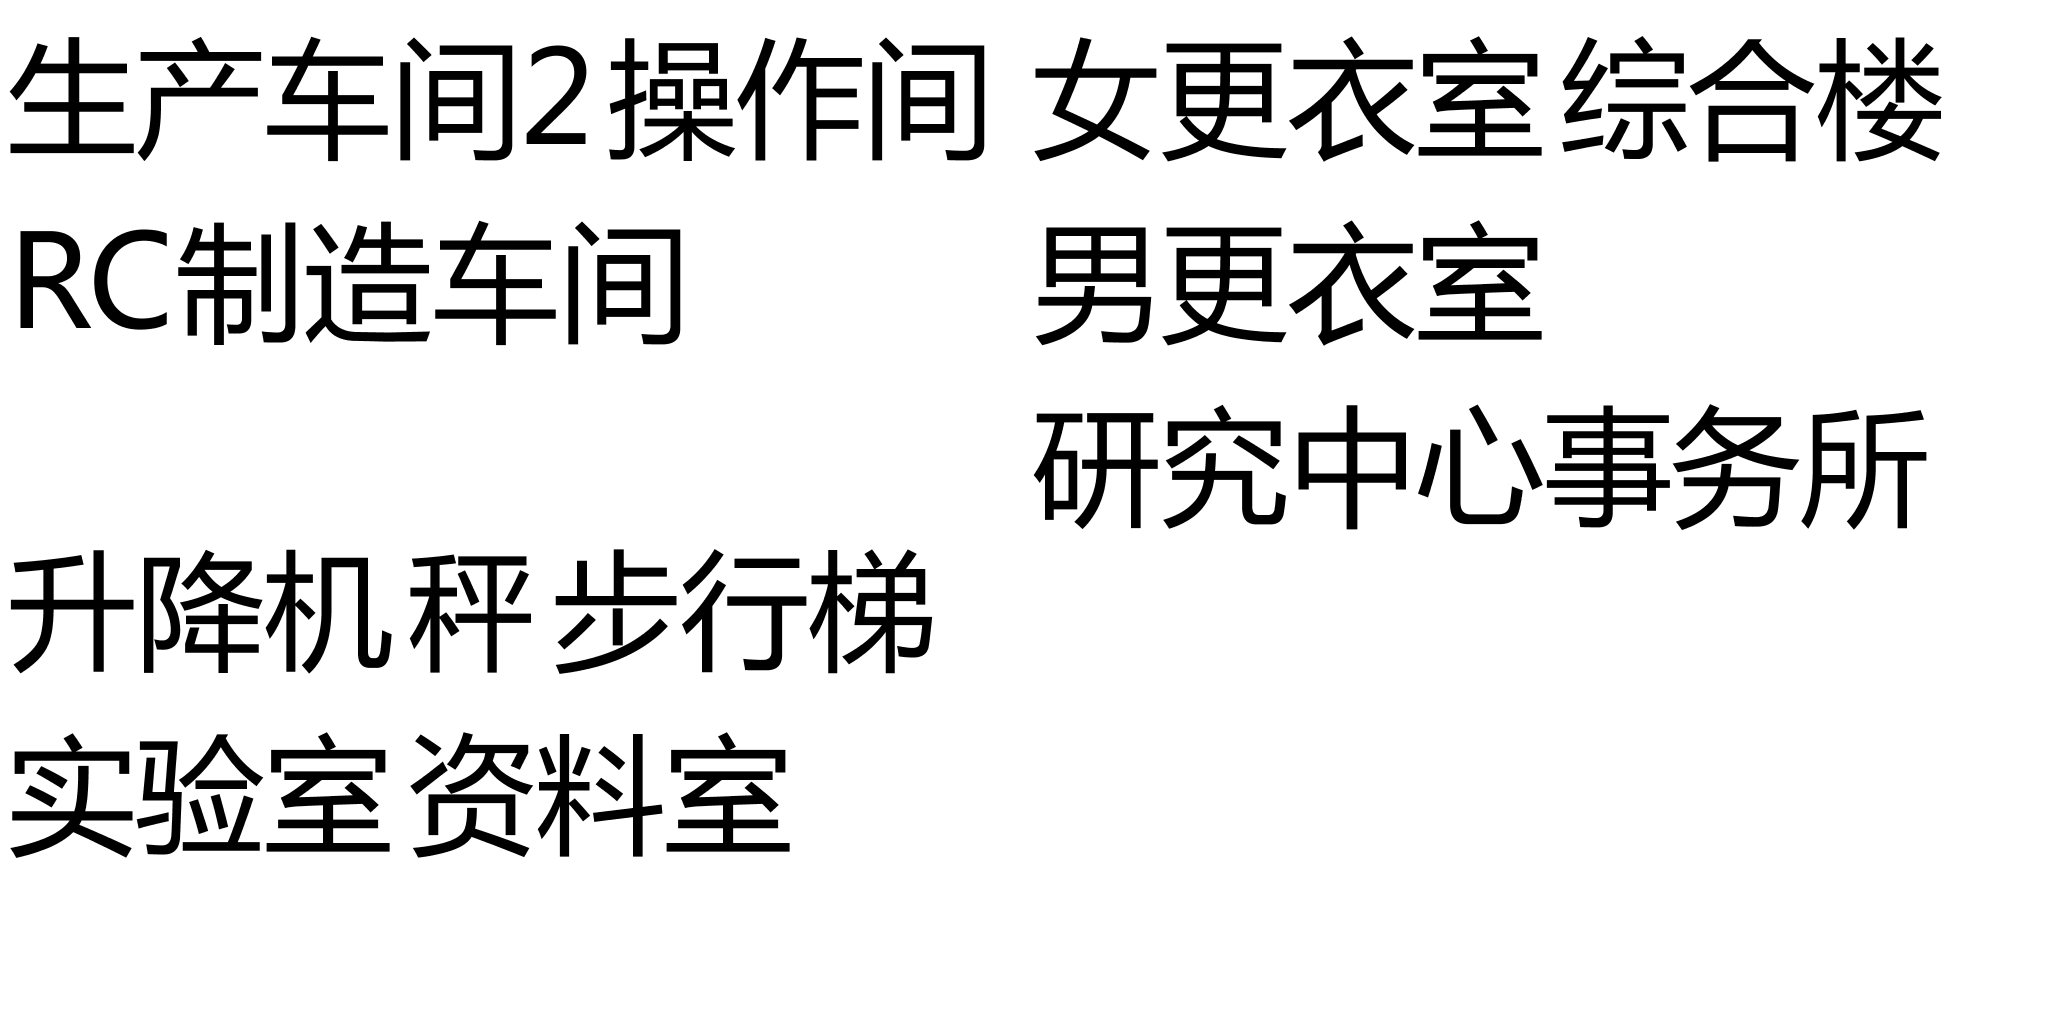 生产车间2 操作间
RC制造车间
升降机 秤 步行梯
实验室 资料室
女更衣室 综合楼
男更衣室
研究中心事务所